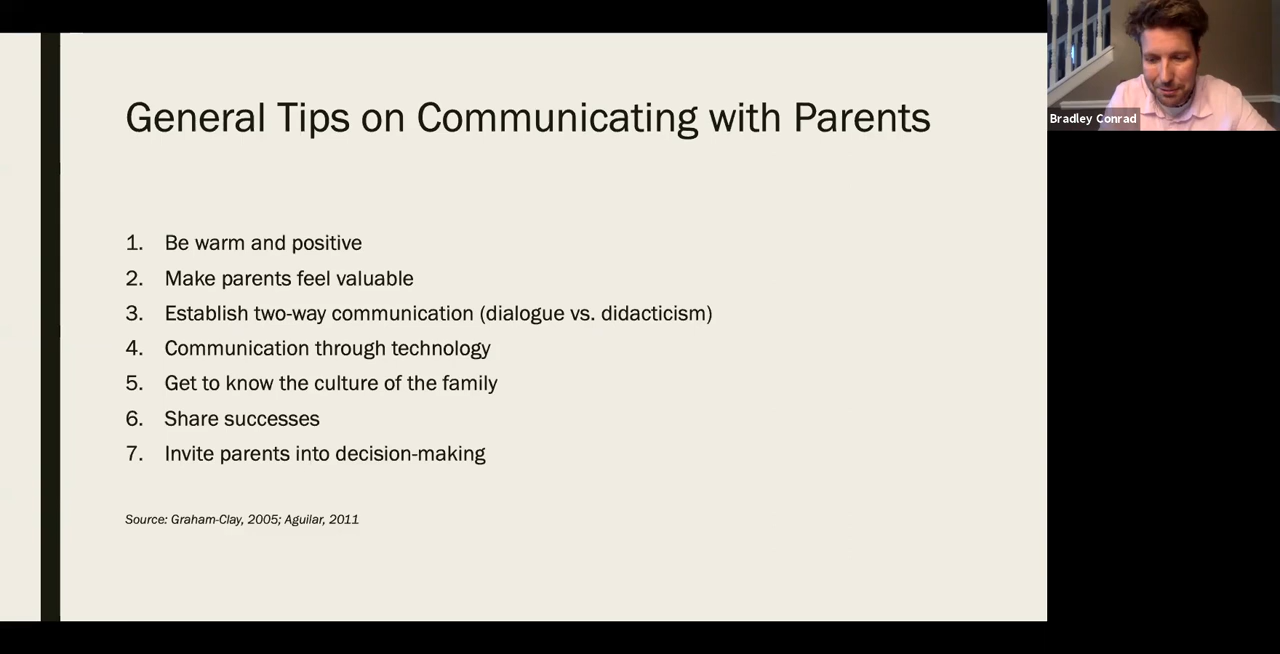 General Tips on Communicating with Parents
1. Be warm and positive
2. Make parents feel valuable
3. Establish two-way communication (dialogue vs. didacticism)
4. Communication through technology
5. Get to know the culture of the family
6. Share successes
7. Invite parents into decision-making
Source: Graham-Clay, 2005; Aguilar, 2011
Bradley Conrad